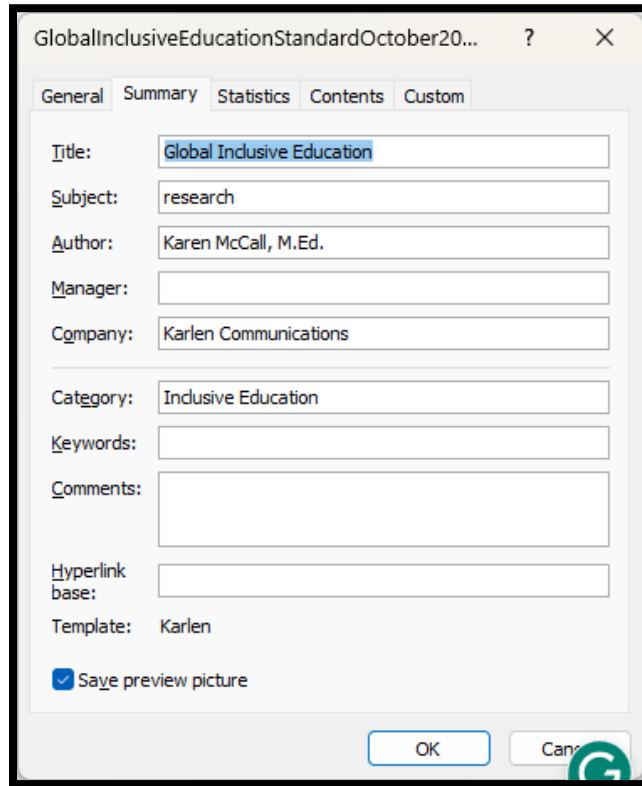 GlobalInclusiveEducationStandardOctober20... ? ✕
General Summary Statistics Contents Custom
Title: Global Inclusive Education
Subject: research
Author: Karen McCall, M.Ed.
Manager:
Company: Karlen Communications
Category: Inclusive Education
Keywords:
Comments:
Hyperlink
base:
Template: Karlen
Save preview picture
OK
G